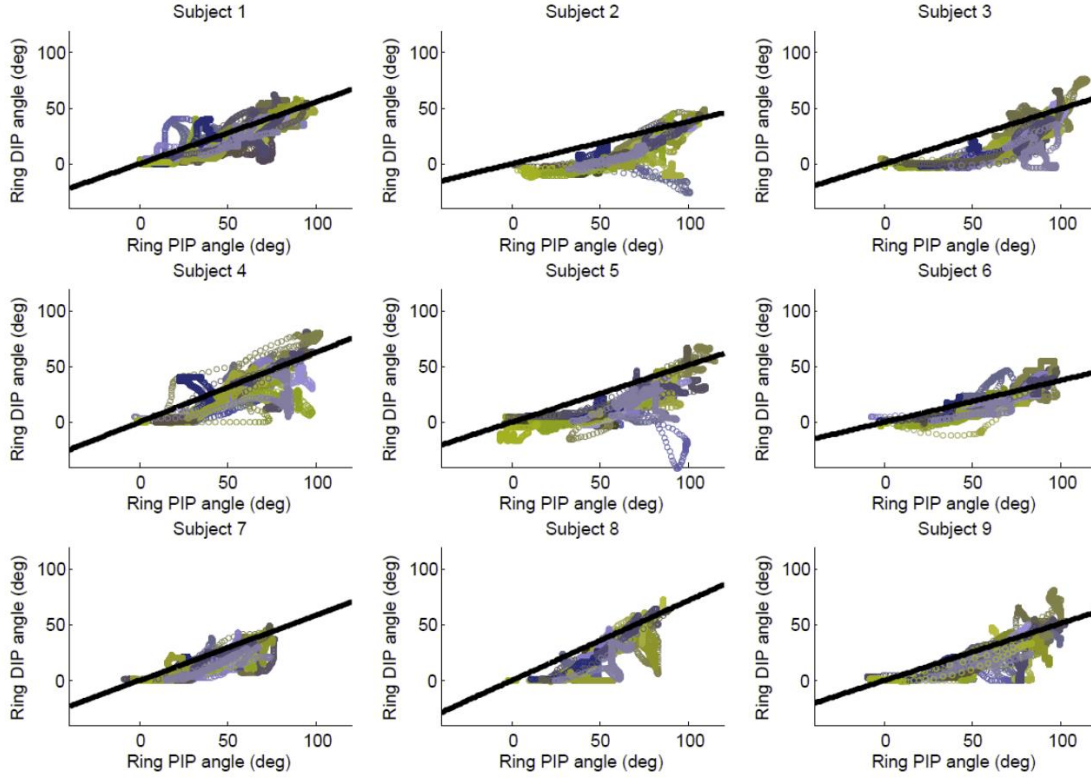 Subject 1
Subject 2
Subject 3
Ring DIP angle (deg)
100
50
0
0 50 100
Ring PIP angle (deg)
Ring DIP angle (deg)
100
50
0
0 50 100
Ring PIP angle (deg)
Ring DIP angle (deg)
100
50
0
0 50 100
Ring PIP angle (deg)
Subject 4
Subject 5
Subject 6
Ring DIP angle (deg)
100
50
0
0 50 100
Ring PIP angle (deg)
Ring DIP angle (deg)
100
50
0
0 50 100
Ring PIP angle (deg)
Ring DIP angle (deg)
100
50
0
0 50 100
Ring PIP angle (deg)
Subject 7
Subject 8
Subject 9
Ring DIP angle (deg)
100
50
0
0 50 100
Ring PIP angle (deg)
Ring DIP angle (deg)
100
50
0
0 50 100
Ring PIP angle (deg)
Ring DIP angle (deg)
100
50
0
0 50 100
Ring PIP angle (deg)